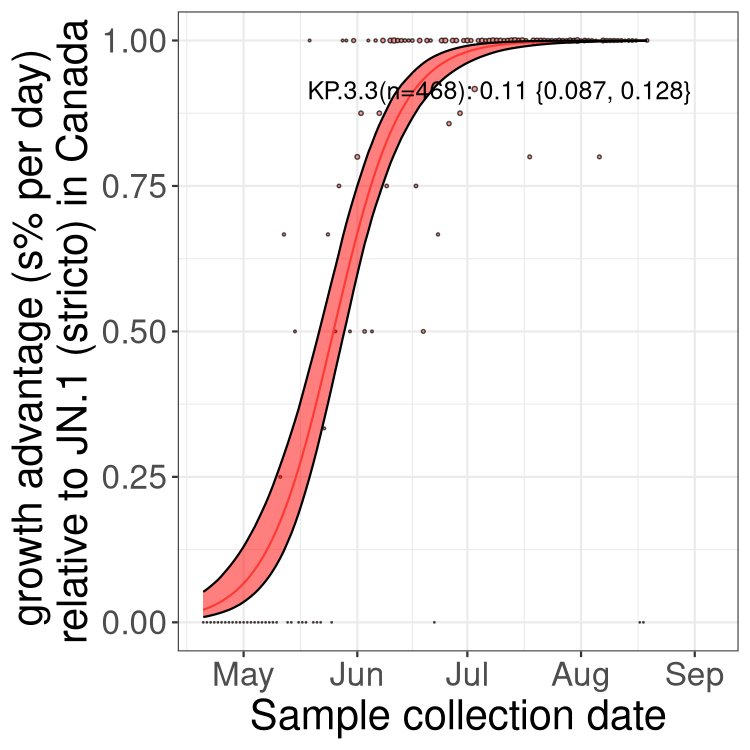 growth advantage (s% per day)
relative to JN.1 (stricto) in Canada
1.00
0.75
0.50
0.25
0.00
KP.3.3(n=468): 0.11 {0.087, 0.128}
May Jun Jul Aug Sep
Sample collection date